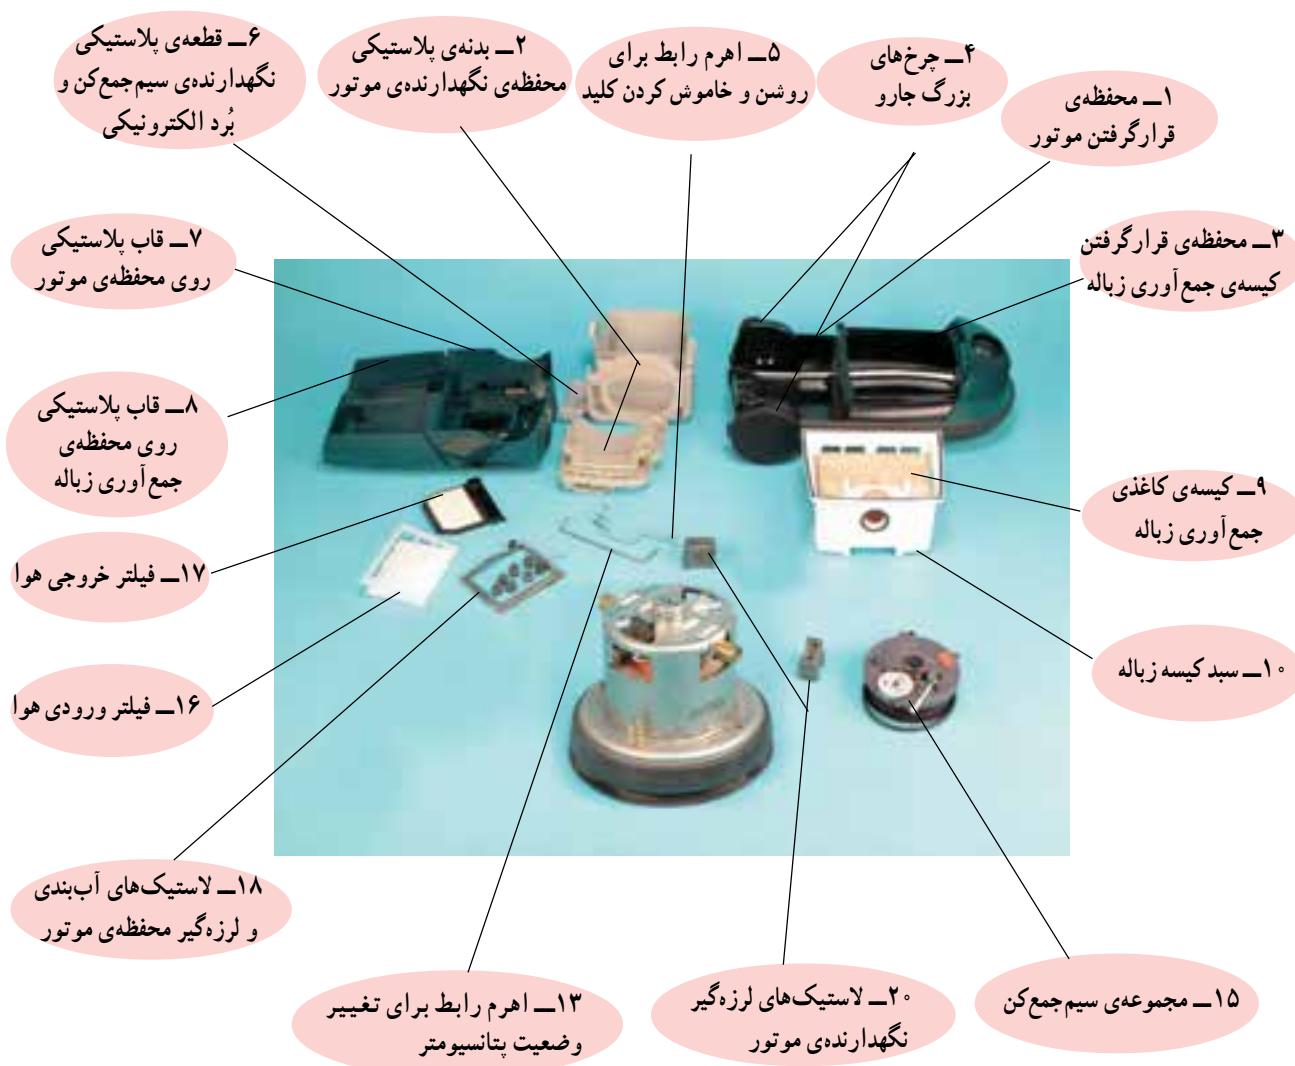 ۶ــ قطعه‌ی پلاستیکی
نگهدارنده‌ی سیم‌جمع‌کن و
بُرد الکترونیکی
۲ــ بدنه‌ی پلاستیکی
محفظه‌ی نگهدارنده‌ی موتور
۵ــ اهرم رابط برای
روشن و خاموش کردن کلید
۴ــ چرخ‌های
بزرگ جارو
۱ــ محفظه‌ی
قرارگرفتن موتور
۷ــ قاب پلاستیکی
روی محفظه‌ی موتور
۳ــ محفظه‌ی قرارگرفتن
کیسه‌ی جمع‌آوری زباله
۸ــ قاب پلاستیکی
روی محفظه‌ی
جمع‌آوری زباله
۹ــ کیسه‌ی کاغذی
جمع‌آوری زباله
۱۷ــ فیلتر خروجی هوا
۱۰ــ سبد کیسه زباله
۱۶ــ فیلتر ورودی هوا
۱۸ــ لاستیک‌های آب‌بندی
و لرزه‌گیر محفظه‌ی موتور
۱۳ــ اهرم رابط برای تغییر
وضعیت پتانسیومتر
۲۰ــ لاستیک‌های لرزه‌گیر
نگهدارنده‌ی موتور
۱۵ــ مجموعه‌ی سیم‌جمع‌کن